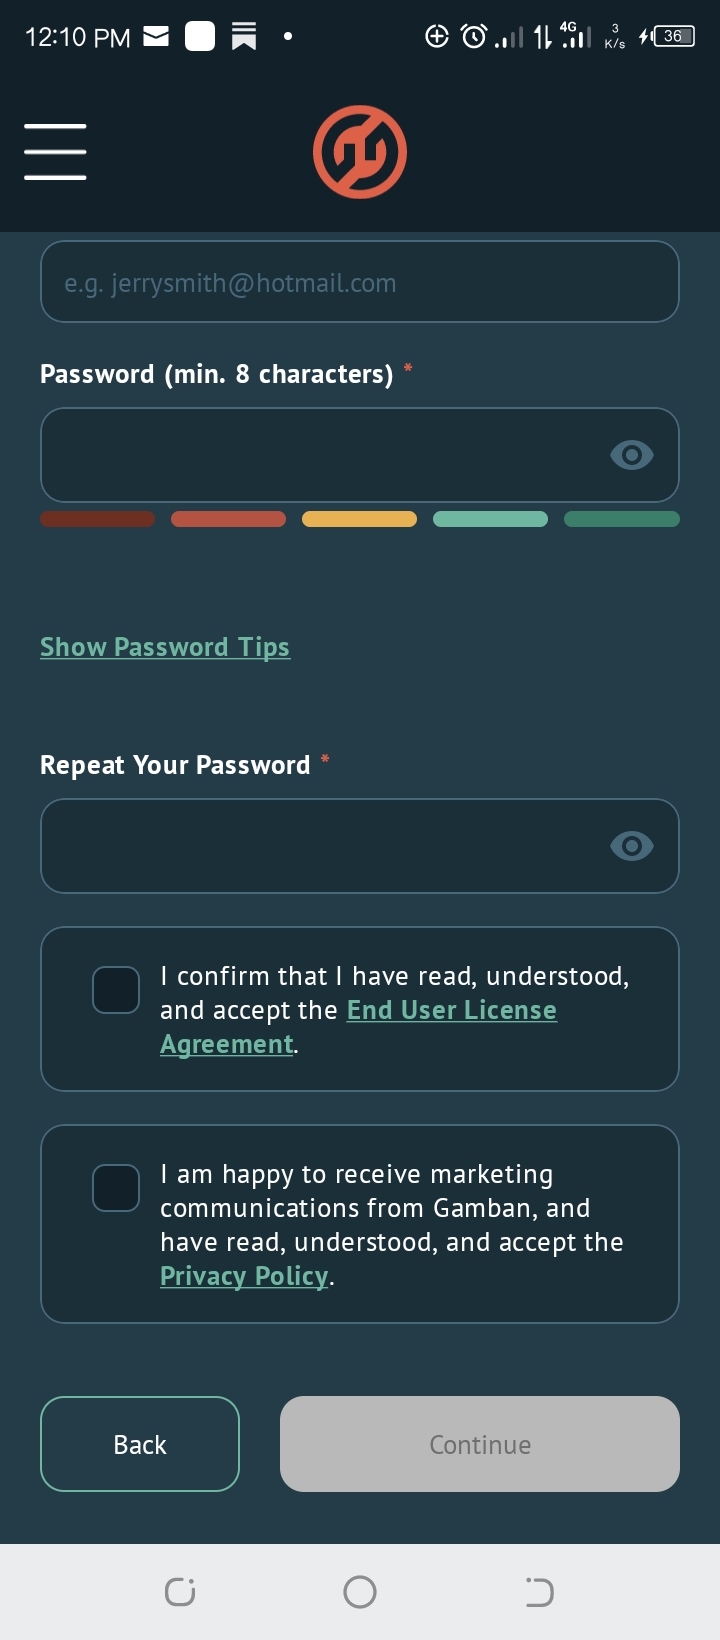 12:10 PM
4G
3
K/s
36
e.g. jerrysmith@hotmail.com
Password (min. 8 characters) *
Show Password Tips
Repeat Your Password *
I confirm that I have read, understood,
and accept the End User License
Agreement.
I am happy to receive marketing
communications from Gamban, and
have read, understood, and accept the
Privacy Policy.
Back
Continue